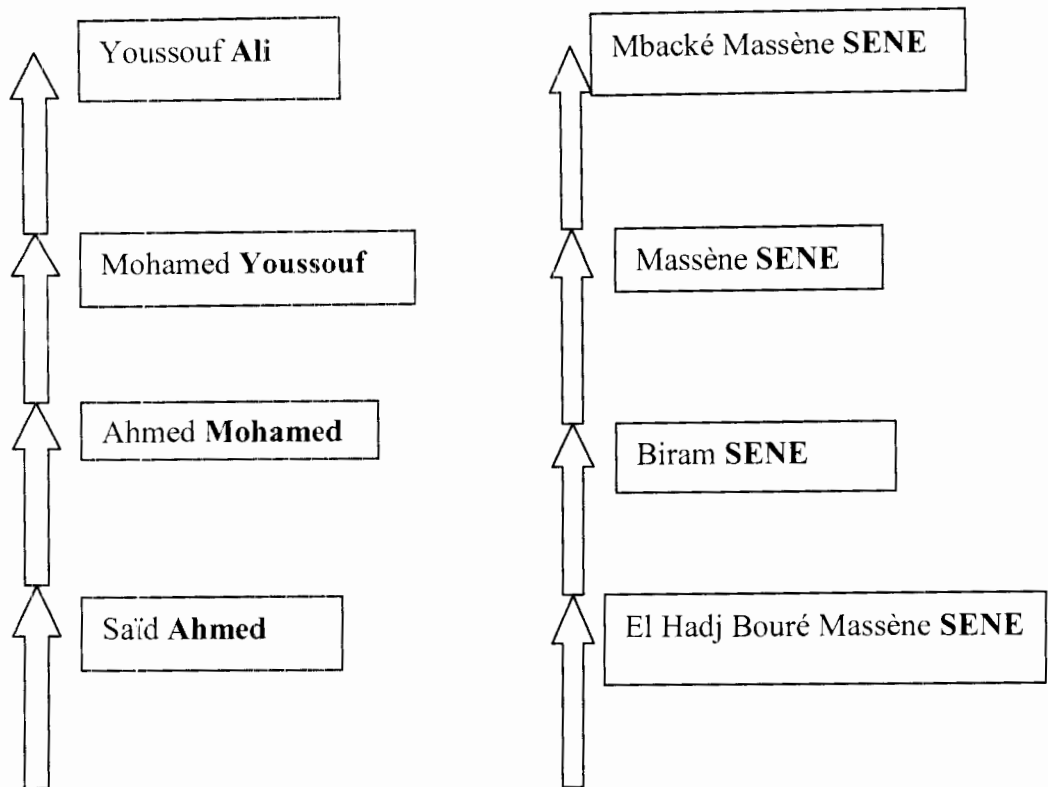 Youssouf Ali
Mohamed Youssouf
Ahmed Mohamed
Saïd Ahmed
Mbacké Massène SENE
Massène SENE
Biram SENE
El Hadj Bouré Massène SENE